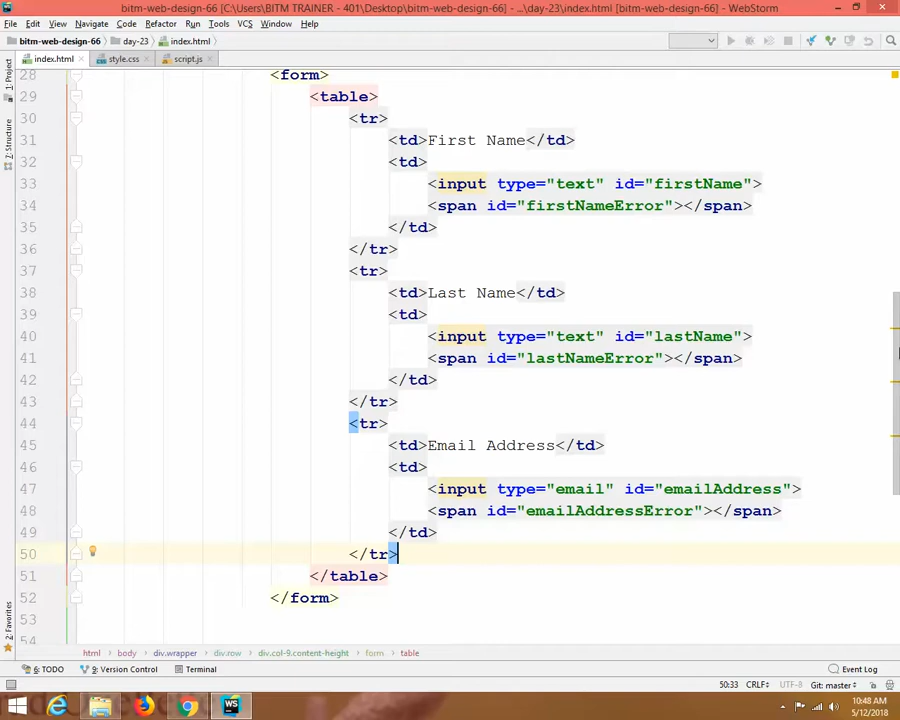 bitm-web-design-66 [C:\Users\BITM TRAINER - 401\Desktop\bitm-web-design-66] - ...\day-23\index.html [bitm-web-design-66] - WebStorm
File Edit View Navigate Code Refactor Run Tools VCS Window Help
bitm-web-design-66 day-23 index.html
index.html style.css script.js
1: Project
7: Structure
2: Favorites
28 <form>
29 <table>
30 <tr>
31 <td>First Name</td>
32 <td>
33 <input type="text" id="firstName">
34 <span id="firstNameError"></span>
35 </td>
36 </tr>
37 <tr>
38 <td>Last Name</td>
39 <td>
40 <input type="text" id="lastName">
41 <span id="lastNameError"></span>
42 </td>
43 </tr>
44 <tr>
45 <td>Email Address</td>
46 <td>
47 <input type="email" id="emailAddress">
48 <span id="emailAddressError"></span>
49 </td>
50 </tr>
51 </table>
52 </form>
53
54
html body div.wrapper div.row div.col-9.content-height form table
6: TODO 9: Version Control Terminal Event Log
50:33 CRLF UTF-8 Git: master
10:48 AM
5/12/2018